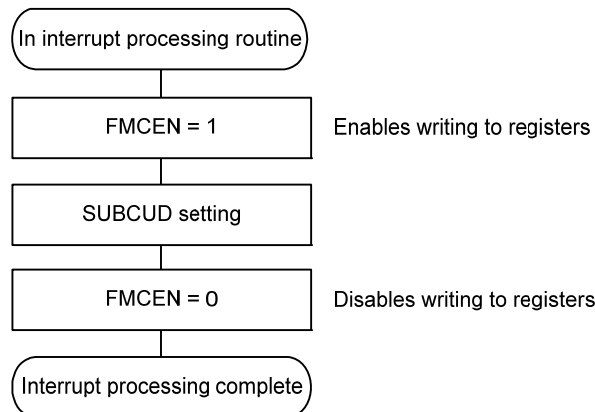 In interrupt processing routine
FMCEN = 1
Enables writing to registers
SUBCUD setting
FMCEN = 0
Disables writing to registers
Interrupt processing complete